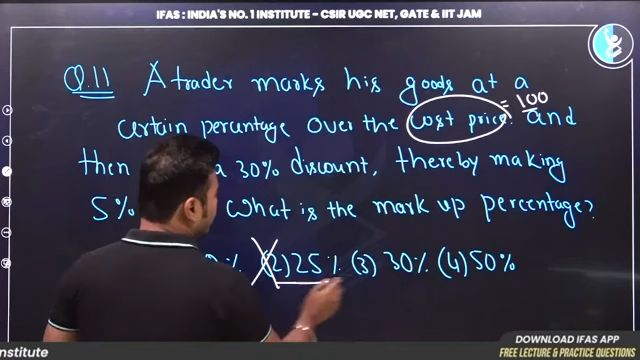 IFAS : INDIA'S NO. 1 INSTITUTE - CSIR UGC NET, GATE & IIT JAM
Q.11 A trader marks his goods at a
certain percantage over the cost price. = 100 and
then a 30% discount, thereby making
5% What is the mark up percentage?
% (2) 25% (3) 30% (4) 50%
DOWNLOAD IFAS APP
nstitute
FREE LECTURE & PRACTICE QUESTIONS